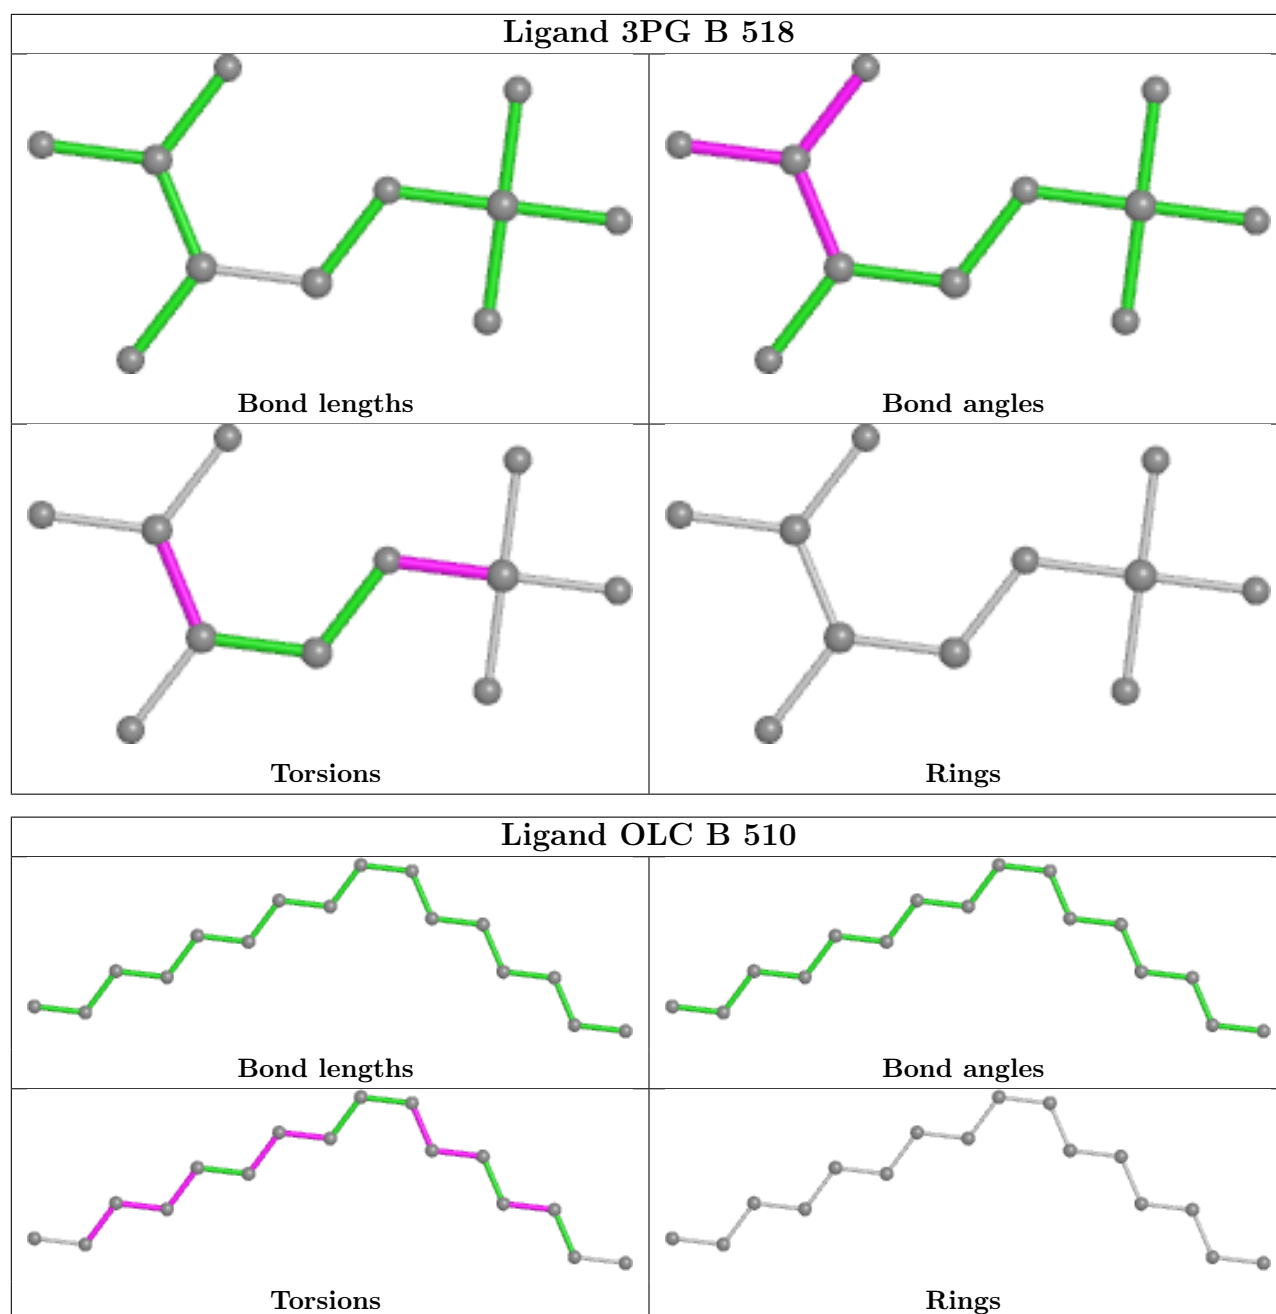 Ligand 3PG B 518
Bond lengths
Bond angles
Torsions
Rings
Ligand OLC B 510
Bond lengths
Bond angles
Torsions
Rings